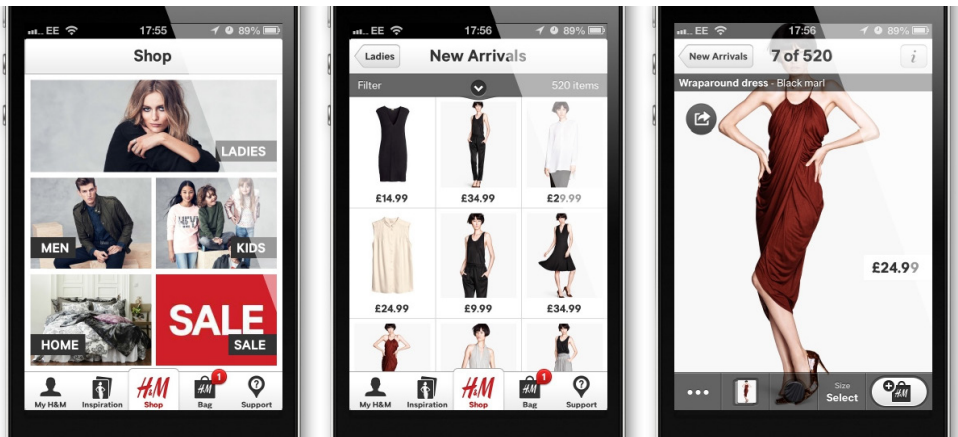 EE 17:55 89%
Shop
LADIES
MEN
KIDS
HOME
SALE
SALE
My H&M Inspiration H&M Shop H&M 1 Bag Support
EE 17:56 89%
Ladies New Arrivals
Filter 520 items
£14.99 £34.99 £29.99
£24.99 £9.99 £34.99
My H&M Inspiration H&M Shop H&M 1 Bag Support
EE 17:56 89%
New Arrivals 7 of 520 i
Wraparound dress - Black marl
£24.99
Size
Select
H&M